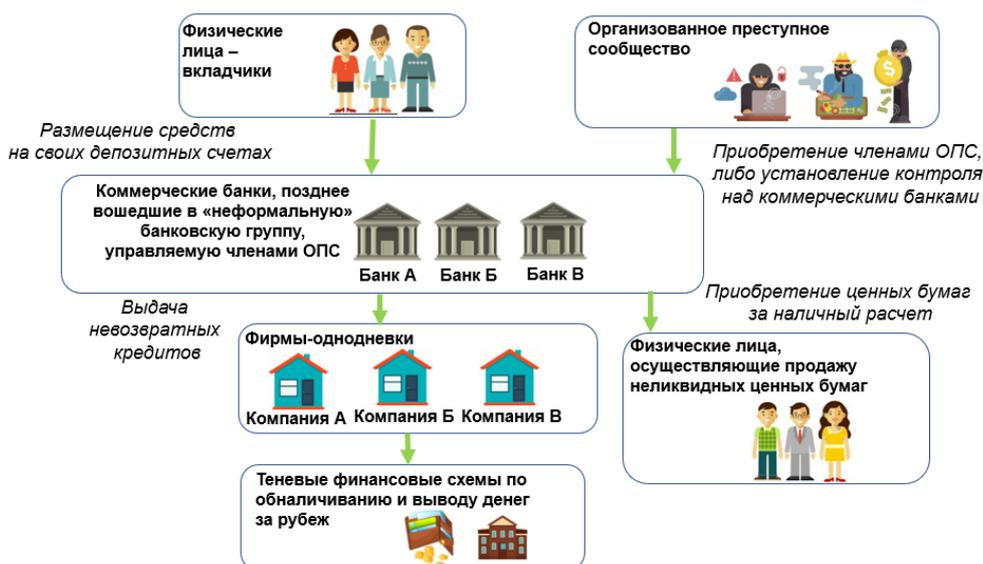 Физические
лица –
вкладчики
Организованное преступное
сообщество
Размещение средств
на своих депозитных счетах
Приобретение членами ОПС,
либо установление контроля
над коммерческими банками
Коммерческие банки, позднее
вошедшие в «неформальную»
банковскую группу,
управляемую членами ОПС
Банк А
Банк Б
Банк В
Выдача
невозвратных
кредитов
Приобретение ценных бумаг
за наличный расчет
Фирмы-однодневки
Компания А
Компания Б
Компания В
Физические лица,
осуществляющие продажу
неликвидных ценных бумаг
Теневые финансовые схемы по
обналичиванию и выводу денег
за рубеж